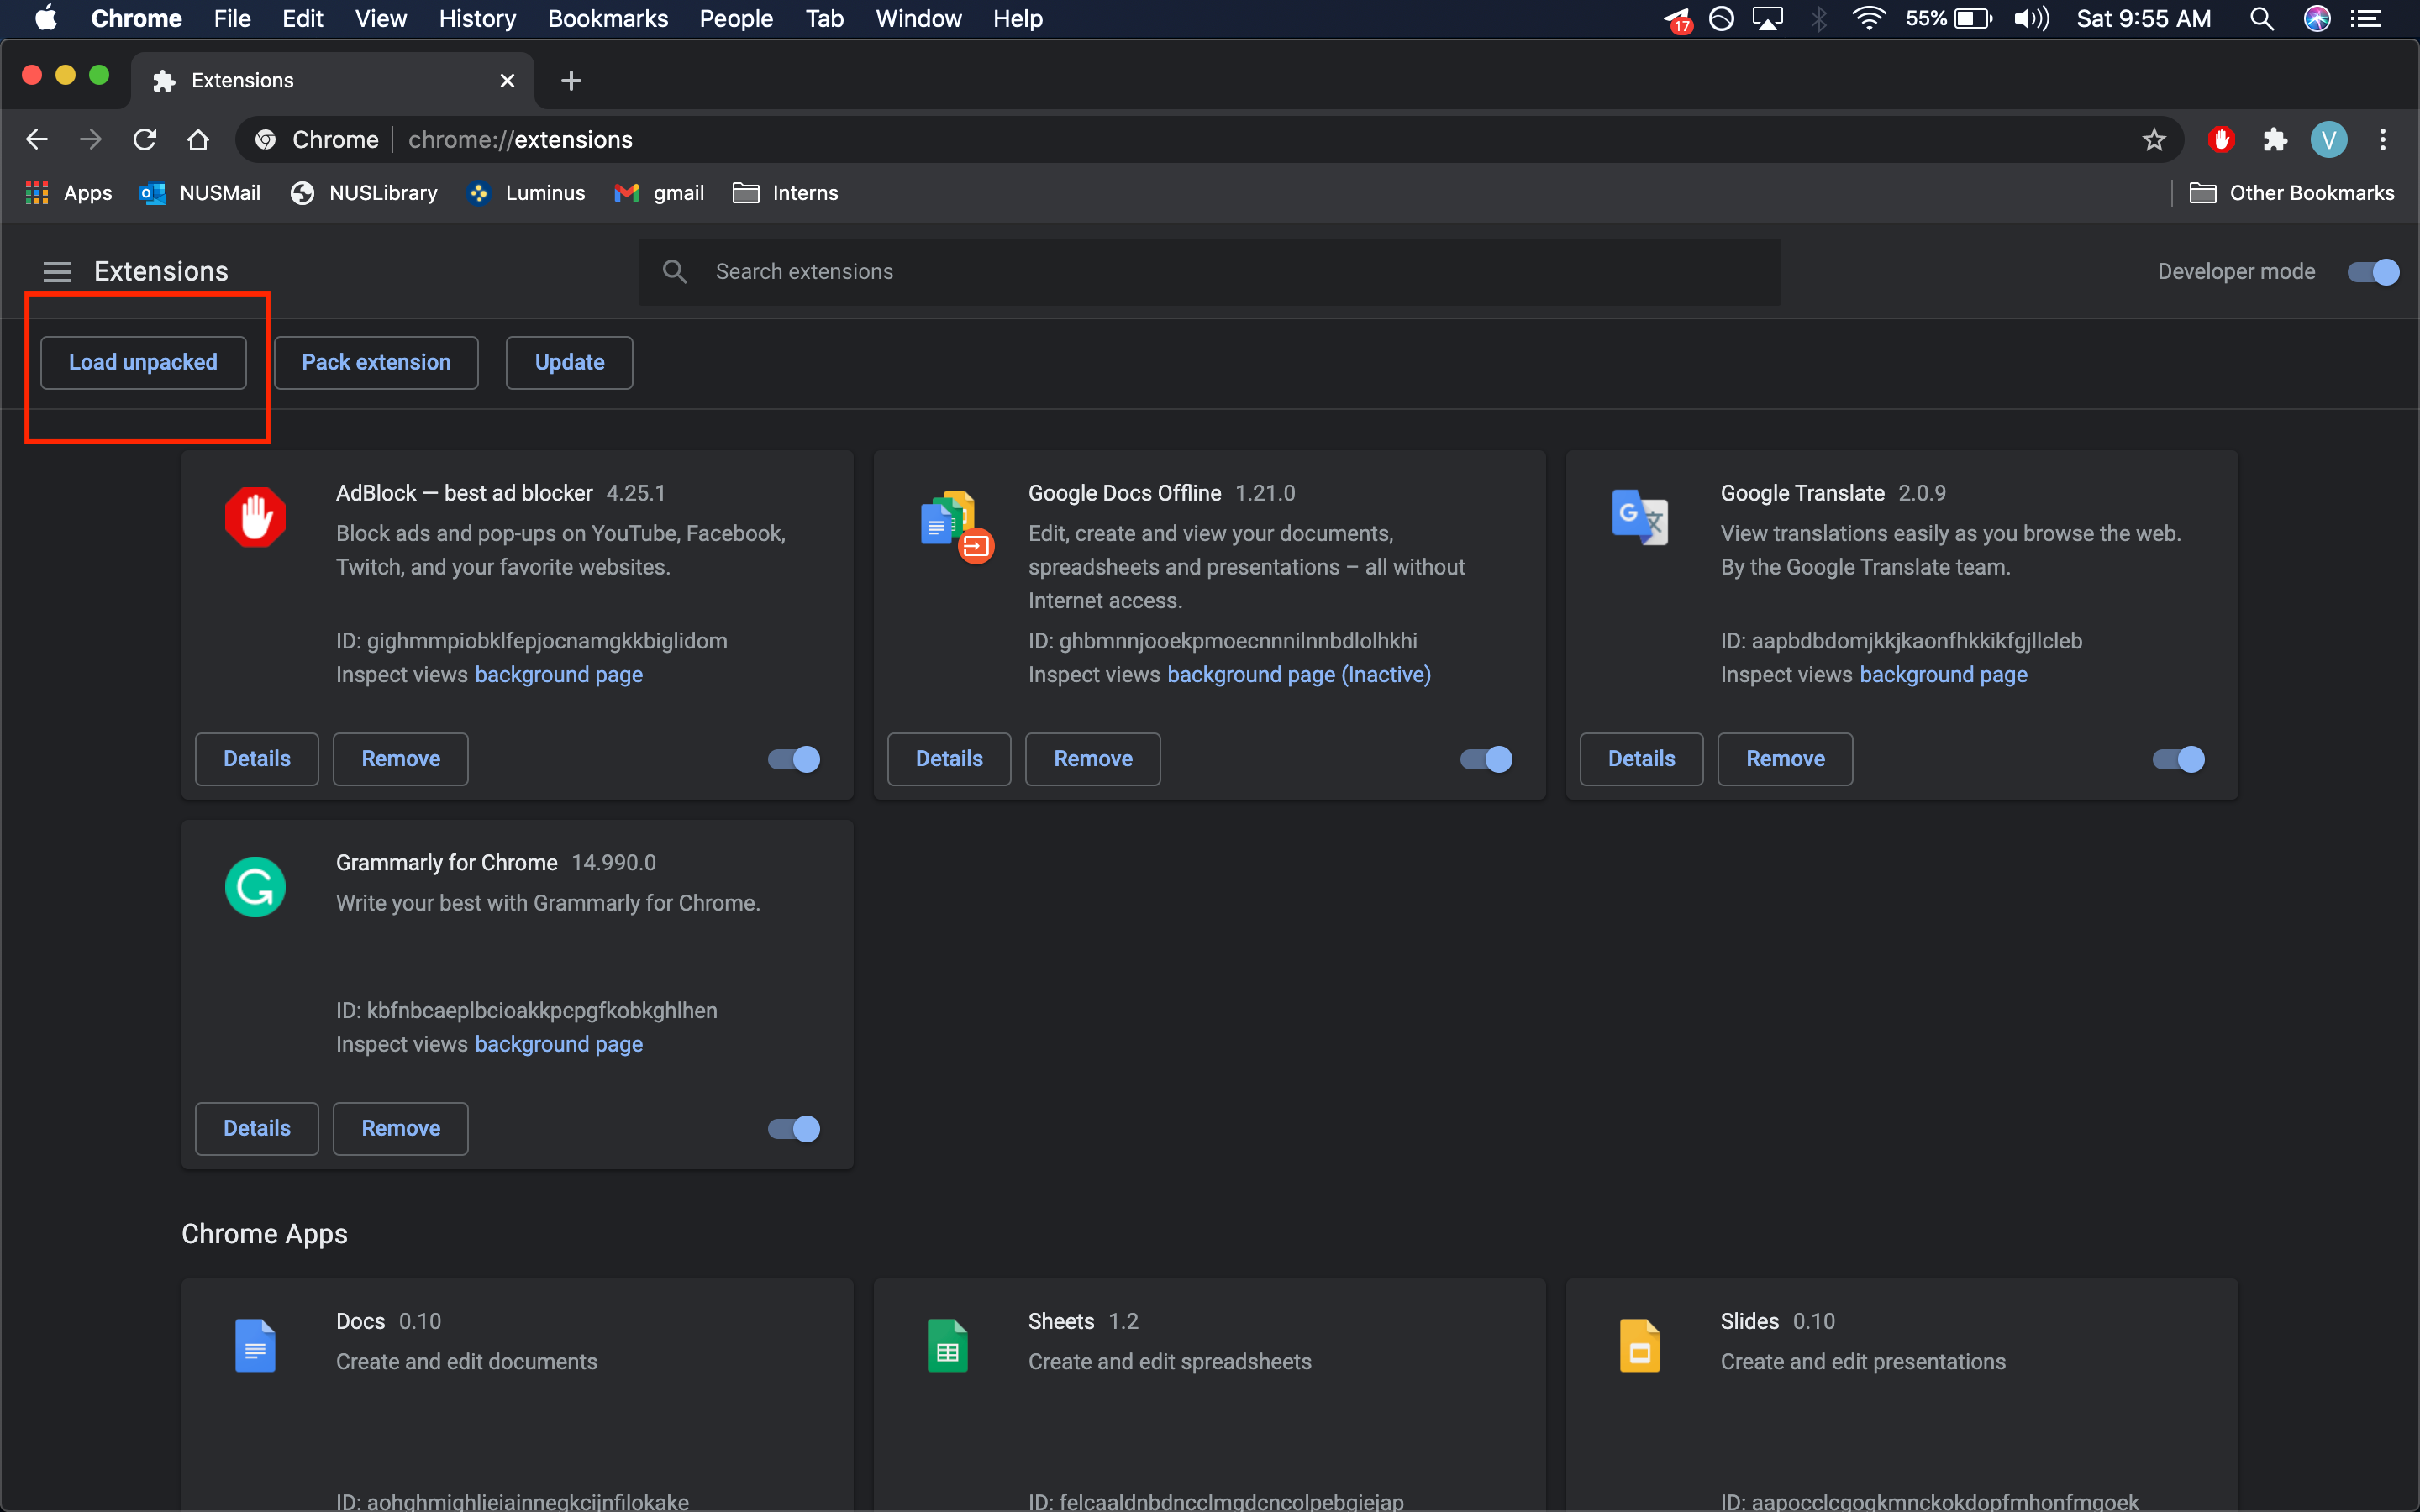 Chrome File Edit View History Bookmarks People Tab Window Help 17 55% Sat 9:55 AM
Extensions
Chrome chrome://extensions V
Apps NUSMail NUSLibrary Luminus gmail Interns Other Bookmarks
Extensions Search extensions Developer mode
Load unpacked Pack extension Update
AdBlock — best ad blocker 4.25.1
Block ads and pop-ups on YouTube, Facebook,
Twitch, and your favorite websites.
ID: gighmmpiobklfepjocnamgkkbiglidom
Inspect views background page
Details Remove
Google Docs Offline 1.21.0
Edit, create and view your documents,
spreadsheets and presentations – all without
Internet access.
ID: ghbmnnjooekpmoecnnnilnnbdlolhkhi
Inspect views background page (Inactive)
Details Remove
Google Translate 2.0.9
View translations easily as you browse the web.
By the Google Translate team.
ID: aapbdbdomjkkjkaonfhkkikfgjllcleb
Inspect views background page
Details Remove
Grammarly for Chrome 14.990.0
Write your best with Grammarly for Chrome.
ID: kbfnbcaeplbcioakkpcpgfkobkghlhen
Inspect views background page
Details Remove
Chrome Apps
Docs 0.10
Create and edit documents
ID: aohghmighlieiainnegkcijnfilokake
Sheets 1.2
Create and edit spreadsheets
ID: felcaaldnbdncclmgdcncolpebgiejap
Slides 0.10
Create and edit presentations
ID: aapocclcgogkmnckokdopfmhonfmgoek